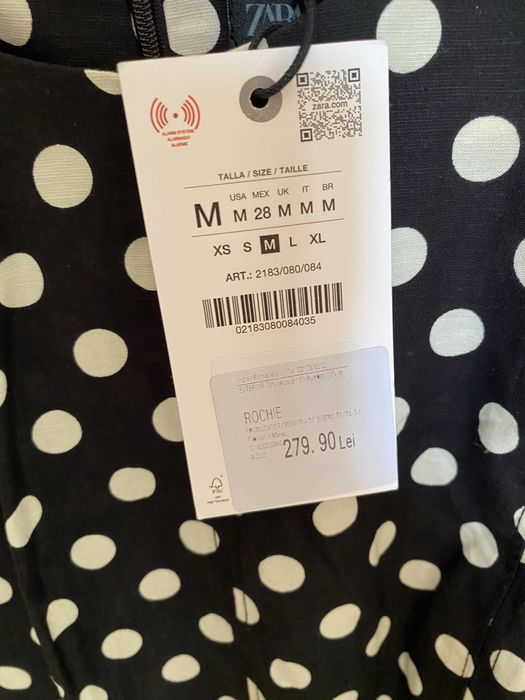 ZARA
ALARM SYSTEM
ALARMADO
ALARME
zara.com
TALLA / SIZE / TAILLE
USA MEX UK IT BR
M M 28 M M M
XS S M L XL
ART.: 2183/080/084
02183080084035
ROCHIE
279.90 Lei
FSC